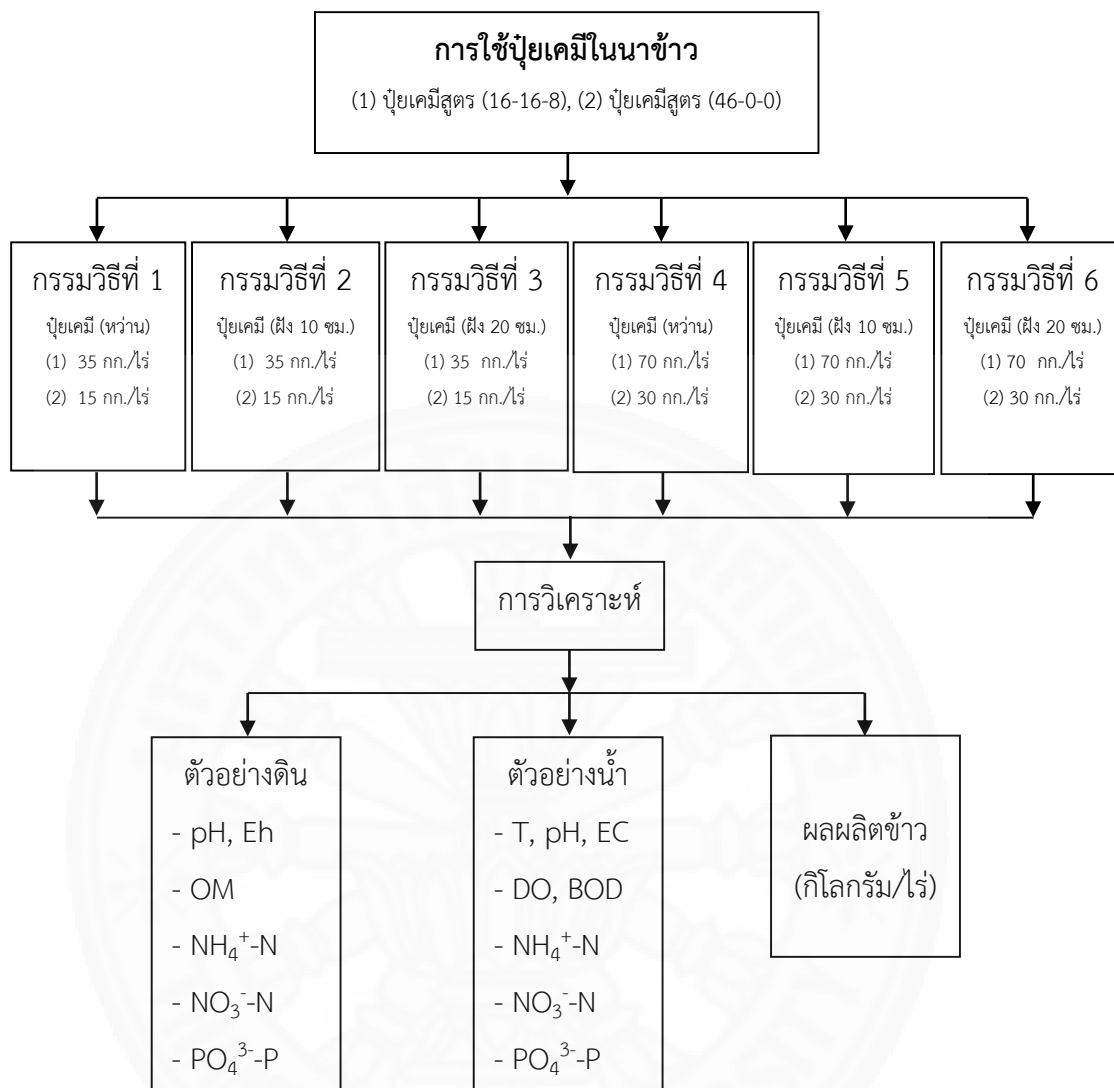 การใช้ปุ๋ยเคมีในนาข้าว
(1) ปุ๋ยเคมีสูตร (16-16-8), (2) ปุ๋ยเคมีสูตร (46-0-0)
กรรมวิธีที่ 1
ปุ๋ยเคมี (หว่าน)
(1) 35 กก./ไร่
(2) 15 กก./ไร่
กรรมวิธีที่ 2
ปุ๋ยเคมี (ฝัง 10 ซม.)
(1) 35 กก./ไร่
(2) 15 กก./ไร่
กรรมวิธีที่ 3
ปุ๋ยเคมี (ฝัง 20 ซม.)
(1) 35 กก./ไร่
(2) 15 กก./ไร่
กรรมวิธีที่ 4
ปุ๋ยเคมี (หว่าน)
(1) 70 กก./ไร่
(2) 30 กก./ไร่
กรรมวิธีที่ 5
ปุ๋ยเคมี (ฝัง 10 ซม.)
(1) 70 กก./ไร่
(2) 30 กก./ไร่
กรรมวิธีที่ 6
ปุ๋ยเคมี (ฝัง 20 ซม.)
(1) 70 กก./ไร่
(2) 30 กก./ไร่
การวิเคราะห์
ตัวอย่างดิน
- pH, Eh
- OM
- NH₄⁺-N
- NO₃⁻-N
- PO₄³⁻-P
ตัวอย่างน้ำ
- T, pH, EC
- DO, BOD
- NH₄⁺-N
- NO₃⁻-N
- PO₄³⁻-P
ผลผลิตข้าว
(กิโลกรัม/ไร่)